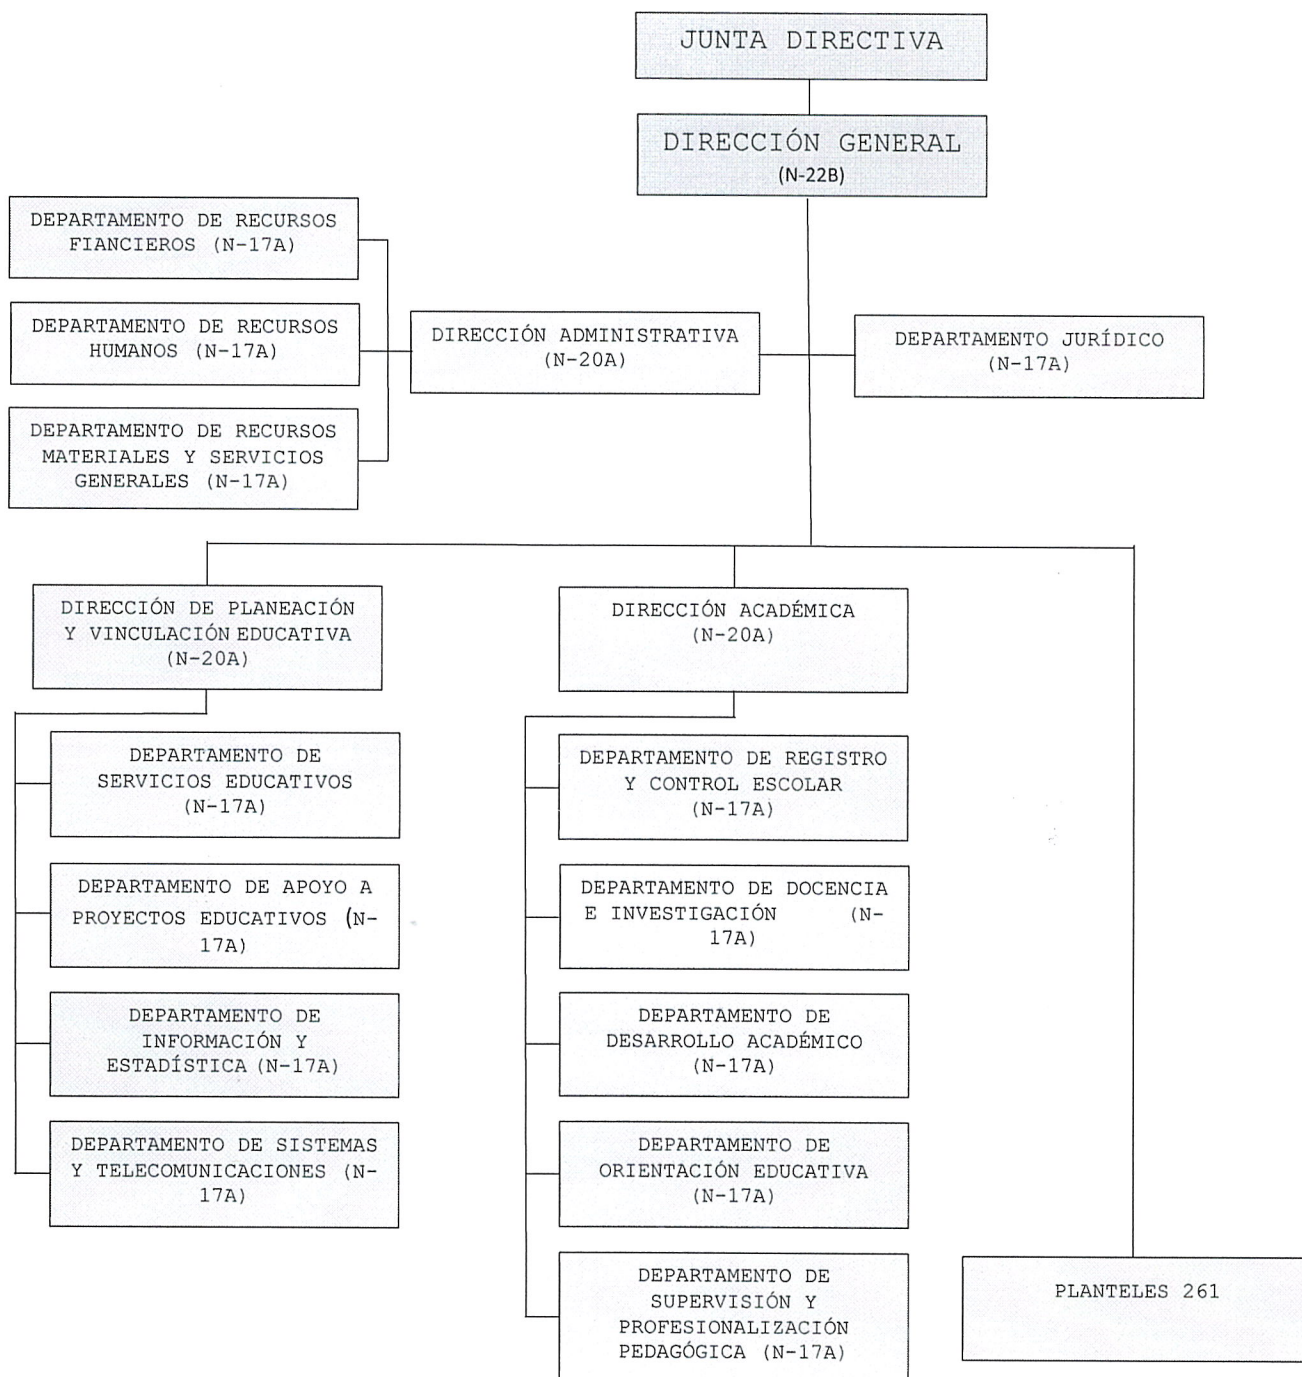 JUNTA DIRECTIVA
DIRECCIÓN GENERAL
(N-22B)
DEPARTAMENTO DE RECURSOS
FIANCIEROS (N-17A)
DEPARTAMENTO DE RECURSOS
HUMANOS (N-17A)
DIRECCIÓN ADMINISTRATIVA
(N-20A)
DEPARTAMENTO JURÍDICO
(N-17A)
DEPARTAMENTO DE RECURSOS
MATERIALES Y SERVICIOS
GENERALES (N-17A)
DIRECCIÓN DE PLANEACIÓN
Y VINCULACIÓN EDUCATIVA
(N-20A)
DEPARTAMENTO DE
SERVICIOS EDUCATIVOS
(N-17A)
DEPARTAMENTO DE APOYO A
PROYECTOS EDUCATIVOS (N-
17A)
DEPARTAMENTO DE
INFORMACIÓN Y
ESTADÍSTICA (N-17A)
DEPARTAMENTO DE SISTEMAS
Y TELECOMUNICACIONES (N-
17A)
DIRECCIÓN ACADÉMICA
(N-20A)
DEPARTAMENTO DE REGISTRO
Y CONTROL ESCOLAR
(N-17A)
DEPARTAMENTO DE DOCENCIA
E INVESTIGACIÓN (N-
17A)
DEPARTAMENTO DE
DESARROLLO ACADÉMICO
(N-17A)
DEPARTAMENTO DE
ORIENTACIÓN EDUCATIVA
(N-17A)
DEPARTAMENTO DE
SUPERVISIÓN Y
PROFESIONALIZACIÓN
PEDAGÓGICA (N-17A)
PLANTELES 261